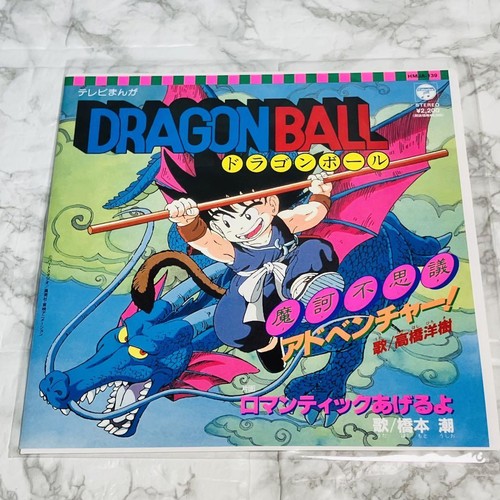 テレビまんが
STEREO
¥2,200
DRAGON BALL
ドラゴンボール
魔訶不思議
アドベンチャー!
歌/高橋洋樹
ロマンティックあげるよ
歌/橋本 潮